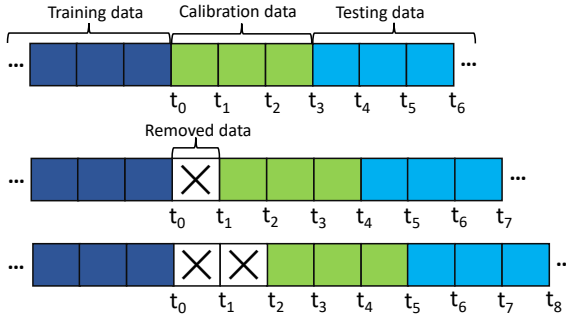 Training data Calibration data Testing data
... ...
t0 t1 t2 t3 t4 t5 t6
Removed data
... ...
t0 t1 t2 t3 t4 t5 t6 t7
... ..
t0 t1 t2 t3 t4 t5 t6 t7 t8